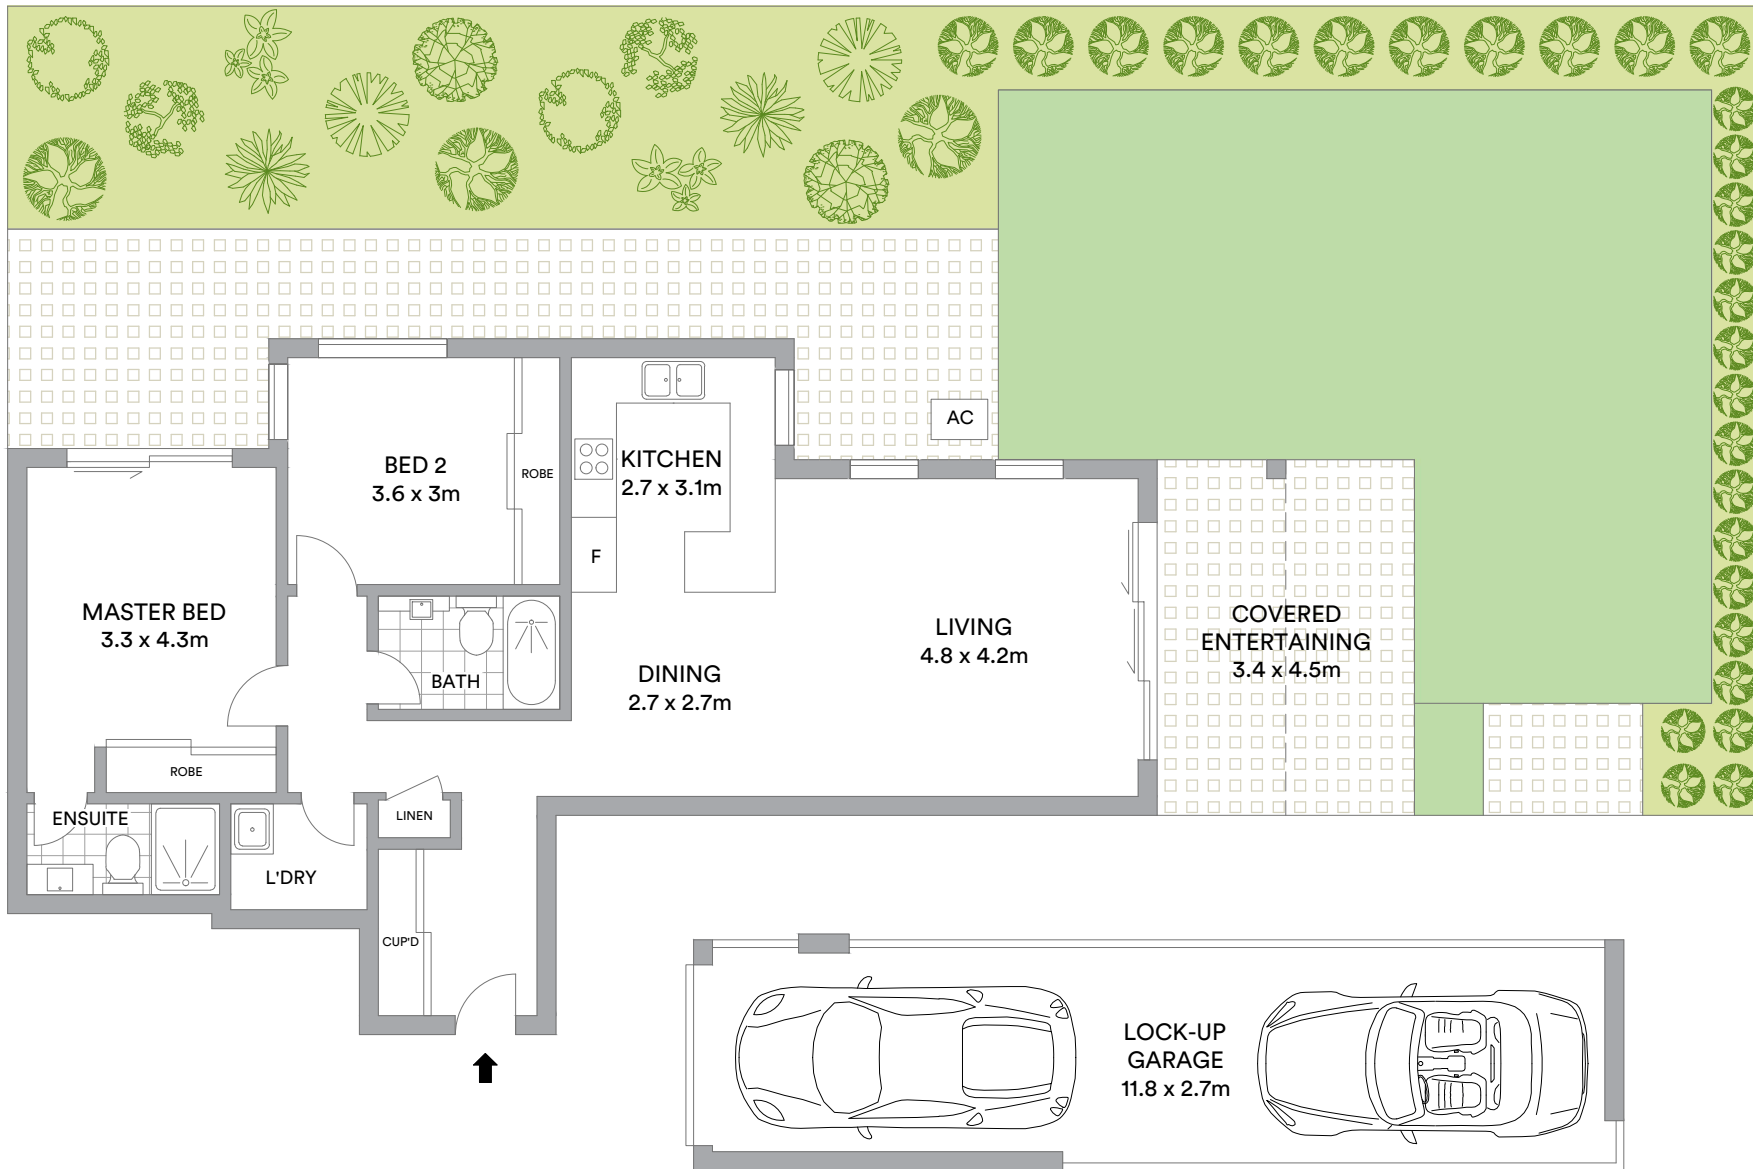 AC
BED 2
3.6 x 3m
ROBE
KITCHEN
2.7 x 3.1m
F
MASTER BED
3.3 x 4.3m
BATH
DINING
2.7 x 2.7m
LIVING
4.8 x 4.2m
COVERED
ENTERTAINING
3.4 x 4.5m
ROBE
ENSUITE
LINEN
L'DRY
CUP'D
LOCK-UP
GARAGE
11.8 x 2.7m